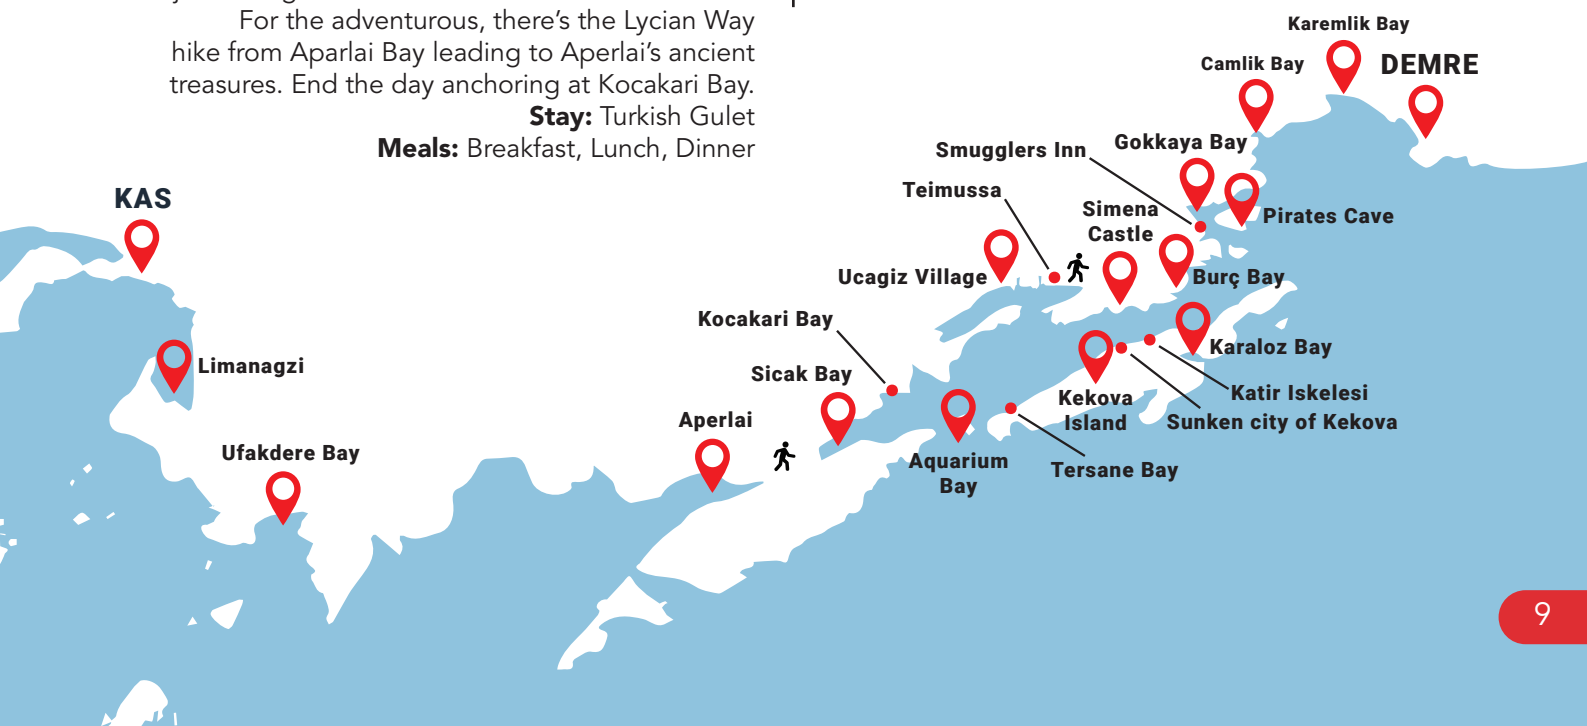 For the adventurous, there’s the Lycian Way
hike from Aparlai Bay leading to Aperlai’s ancient
treasures. End the day anchoring at Kocakari Bay.
Stay: Turkish Gulet
Meals: Breakfast, Lunch, Dinner
Karemlik Bay
Camlik Bay
DEMRE
Smugglers Inn
Gokkaya Bay
Teimussa
KAS
Simena
Castle
Pirates Cave
Ucagiz Village
Burç Bay
Kocakari Bay
Karaloz Bay
Limanagzi
Sicak Bay
Katir Iskelesi
Kekova
Island
Sunken city of Kekova
Aperlai
Ufakdere Bay
Aquarium
Bay
Tersane Bay
9